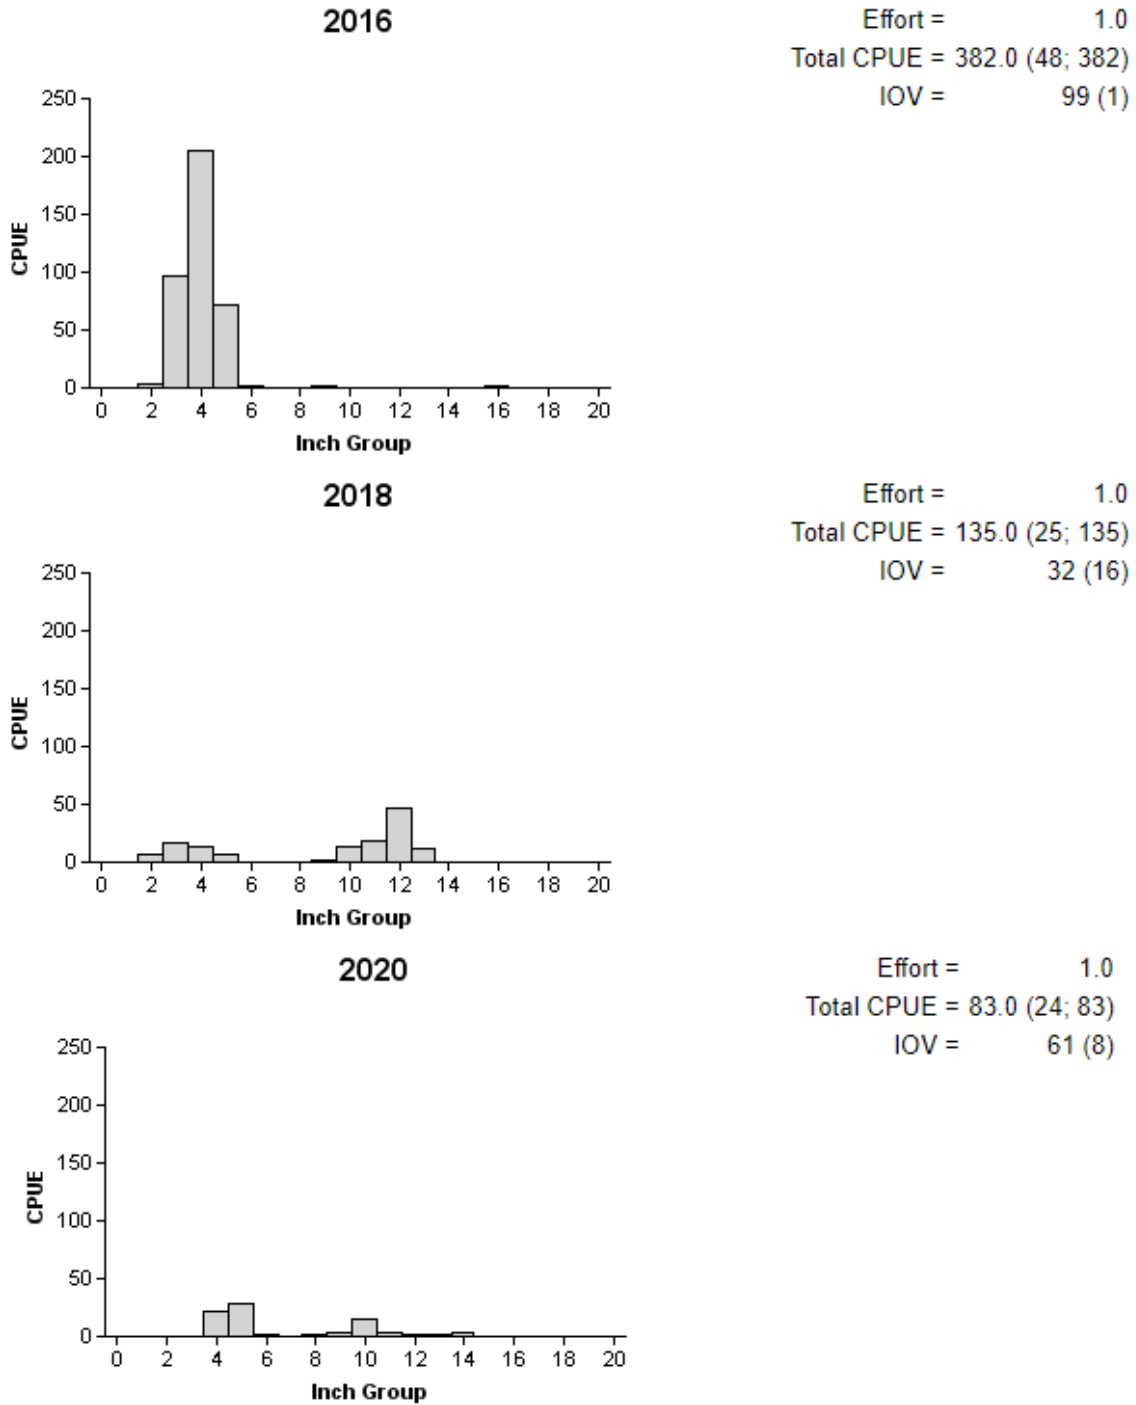 2016
Effort = 1.0
Total CPUE = 382.0 (48; 382)
IOV = 99 (1)
250
200
150
100
50
0
CPUE
0 2 4 6 8 10 12 14 16 18 20
Inch Group
2018
Effort = 1.0
Total CPUE = 135.0 (25; 135)
IOV = 32 (16)
250
200
150
100
50
0
CPUE
0 2 4 6 8 10 12 14 16 18 20
Inch Group
2020
Effort = 1.0
Total CPUE = 83.0 (24; 83)
IOV = 61 (8)
250
200
150
100
50
0
CPUE
0 2 4 6 8 10 12 14 16 18 20
Inch Group